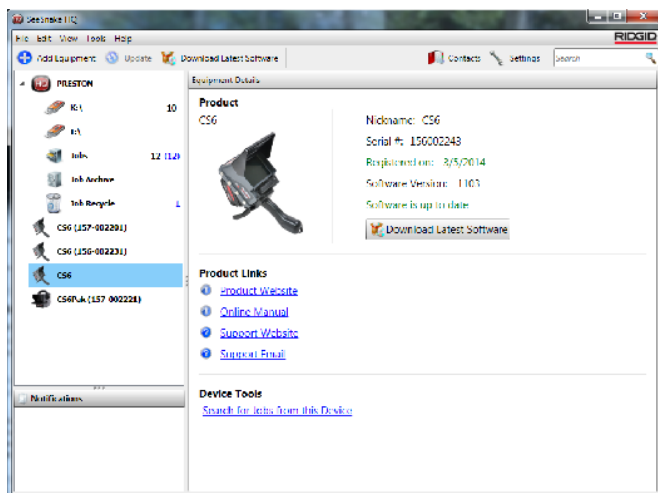 SeeSnake HQ
File Edit View Tools Help
RIDGID
Add Equipment Update Download Latest Software Contacts Settings Search
HQ PRESTON
Equipment Details
K:\ 10
Jobs 12 (12)
Job Archive
Job Recycle
CS6 (157-002201)
CS6 (156-002231)
CS6
CS6Pak (157-002221)
Notifications
Product
CS6
Nickname: CS6
Serial #: 156002243
Registered on: 3/5/2014
Software Version: 1103
Software is up to date
Download Latest Software
Product Links
Product Website
Online Manual
Support Website
Support Email
Device Tools
Search for Jobs from this Device